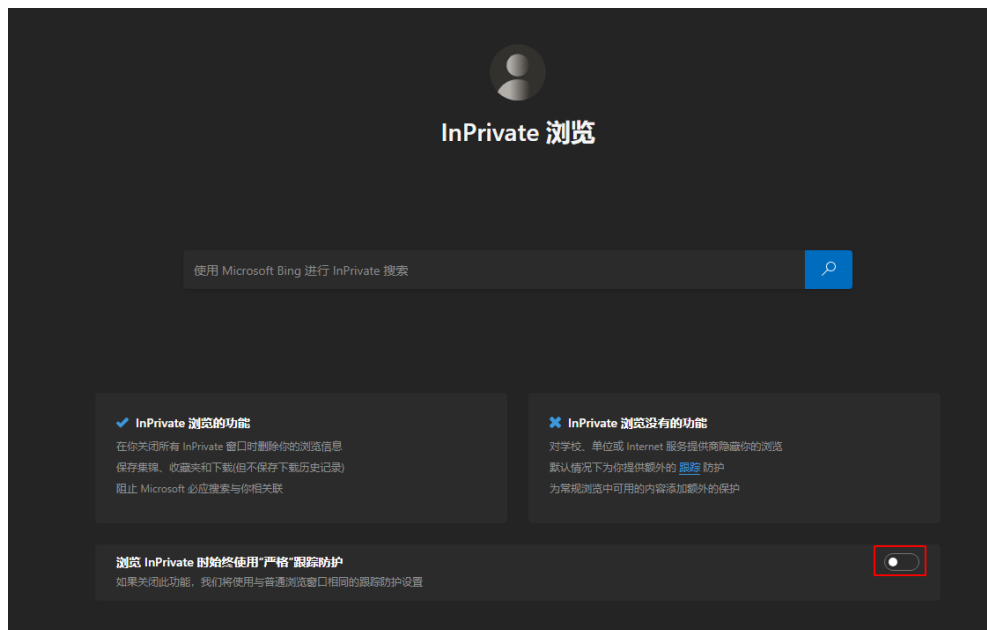 InPrivate 浏览
使用 Microsoft Bing 进行 InPrivate 搜索
InPrivate 浏览的功能
在你关闭所有 InPrivate 窗口时删除你的浏览信息
保存集锦、收藏夹和下载(但不保存下载历史记录)
阻止 Microsoft 必应搜索与你相关联
InPrivate 浏览没有的功能
对学校、单位或 Internet 服务提供商隐藏你的浏览
默认情况下为你提供额外的 跟踪 防护
为常规浏览中可用的内容添加额外的保护
浏览 InPrivate 时始终使用"严格"跟踪防护
如果关闭此功能，我们将使用与普通浏览窗口相同的跟踪防护设置